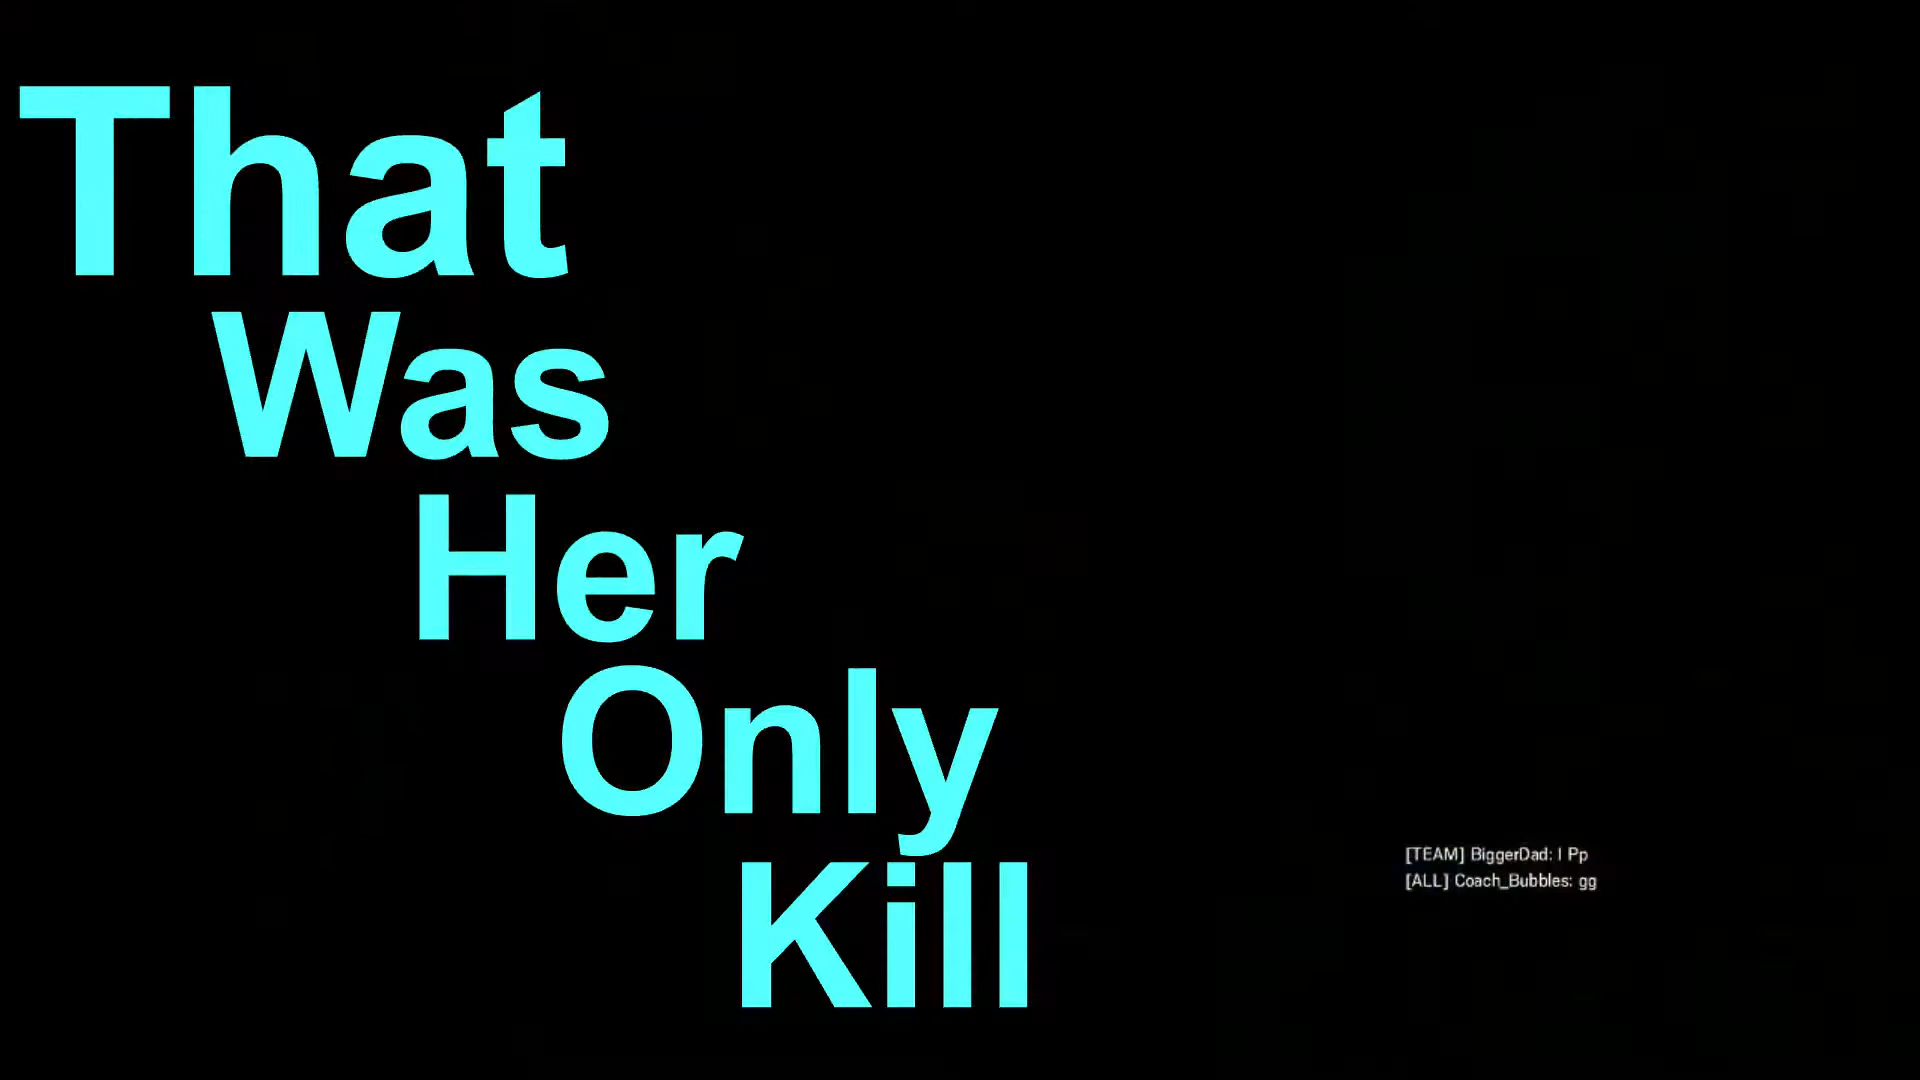 That
Was
Her
Only
Kill
[TEAM] BiggerDad: I Pp
[ALL] Coach_Bubbles: gg